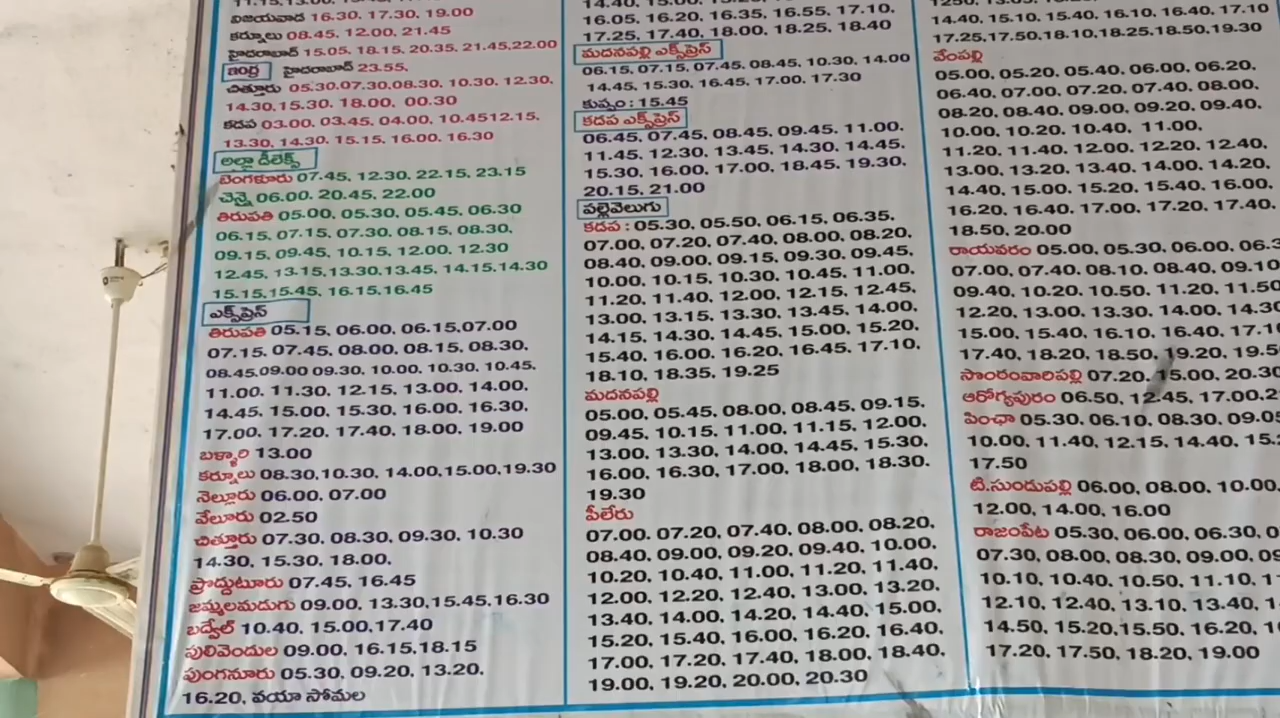 విజయవాడ 16.30, 17.30, 19.00
కర్నూలు 08.45, 12.00, 21.45
హైదరాబాద్ 15.05, 18.15, 20.35, 21.45,22.00
ఇంద్ర హైదరాబాద్ 23.55,
చిత్తూరు 05.30,07.30,08.30, 10.30, 12.30,
14.30,15.30, 18.00, 00.30
కడప 03.00, 03.45, 04.00, 10.4512.15,
13.30, 14.30, 15.15, 16.00, 16.30
అల్ట్రా డీలెక్స్
బెంగళూరు 07.45, 12.30, 22.15, 23.15
చెన్నై 06.00, 20.45, 22.00
తిరుపతి 05.00, 05.30, 05.45, 06.30
06.15, 07.15, 07.30, 08.15, 08.30,
09.15, 09.45, 10.15, 12.00, 12.30
12.45, 13.15,13.30,13.45, 14.15,14.30
15.15,15.45, 16.15,16.45
ఎక్స్‌ప్రెస్
తిరుపతి 05.15, 06.00, 06.15,07.00
07.15, 07.45, 08.00, 08.15, 08.30,
08.45,09.00 09.30, 10.00, 10.30, 10.45,
11.00, 11.30, 12.15, 13.00, 14.00,
14.45, 15.00, 15.30, 16.00, 16.30,
17.00, 17.20, 17.40, 18.00, 19.00
బళ్ళారి 13.00
కర్నూలు 08.30,10.30, 14.00,15.00,19.30
నెల్లూరు 06.00, 07.00
వేలూరు 02.50
చిత్తూరు 07.30, 08.30, 09.30, 10.30
14.30, 15.30, 18.00,
ప్రొద్దుటూరు 07.45, 16.45
జమ్మలమడుగు 09.00, 13.30,15.45,16.30
బద్వేల్ 10.40, 15.00,17.40
పులివెందుల 09.00, 16.15,18.15
పుంగనూరు 05.30, 09.20, 13.20,
16.20, వయా సోమల
16.05, 16.20, 16.35, 16.55, 17.10,
17.25, 17.40, 18.00, 18.25, 18.40
మదనపల్లి ఎక్స్‌ప్రెస్
06.15, 07.15, 07.45, 08.45, 10.30, 14.00
14.45, 15.30, 16.45, 17.00, 17.30
కుప్పం : 15.45
కడప ఎక్స్‌ప్రెస్
06.45, 07.45, 08.45, 09.45, 11.00,
11.45, 12.30, 13.45, 14.30, 14.45,
15.30, 16.00, 17.00, 18.45, 19.30,
20.15, 21.00
పల్లెవెలుగు
కడప : 05.30, 05.50, 06.15, 06.35,
07.00, 07.20, 07.40, 08.00, 08.20,
08.40, 09.00, 09.15, 09.30, 09.45,
10.00, 10.15, 10.30, 10.45, 11.00,
11.20, 11.40, 12.00, 12.15, 12.45,
13.00, 13.15, 13.30, 13.45, 14.00,
14.15, 14.30, 14.45, 15.00, 15.20,
15.40, 16.00, 16.20, 16.45, 17.10,
18.10, 18.35, 19.25
మదనపల్లి
05.00, 05.45, 08.00, 08.45, 09.15,
09.45, 10.15, 11.00, 11.15, 12.00,
13.00, 13.30, 14.00, 14.45, 15.30,
16.00, 16.30, 17.00, 18.00, 18.30,
19.30
పీలేరు
07.00. 07.20, 07.40, 08.00, 08.20,
08.40, 09.00, 09.20, 09.40, 10.00,
10.20, 10.40, 11.00, 11.20, 11.40,
12.00, 12.20, 12.40, 13.00, 13.20,
13.40, 14.00, 14.20, 14.40, 15.00,
15.20, 15.40, 16.00, 16.20, 16.40,
17.00, 17.20, 17.40, 18.00, 18.40,
19.00, 19.20, 20.00, 20.30
14.40, 15.10, 15.40, 16.10, 16.40, 17.10
17.25,17.50,18.10,18.25,18.50,19.30
వేంపల్లి
05.00, 05.20, 05.40, 06.00, 06.20,
06.40, 07.00, 07.20, 07.40, 08.00,
08.20, 08.40, 09.00, 09.20, 09.40,
10.00, 10.20, 10.40, 11.00,
11.20, 11.40, 12.00, 12.20, 12.40,
13.00, 13.20, 13.40, 14.00, 14.20,
14.40, 15.00, 15.20, 15.40, 16.00,
16.20, 16.40, 17.00, 17.20, 17.40,
18.50, 20.00
రాయవరం 05.00, 05.30, 06.00,
07.00, 07.40, 08.10, 08.40, 09.10
09.40, 10.20, 10.50, 11.20, 11.50
12.20, 13.00, 13.30, 14.00,
15.00, 15.40, 16.10, 16.40,
17.40, 18.20, 18.50, 19.20,
సొంఠంవారిపల్లి 07.20, 15.00, 20.30
ఆరోగ్యపురం 06.50, 12.45, 17.00,
పింఛా 05.30, 06.10, 08.30,
10.00, 11.40, 12.15, 14.40,
17.50
టి.సుండుపల్లి 06.00, 08.00, 10.00,
12.00, 14.00, 16.00
రాజంపేట 05.30, 06.00, 06.30,
07.30, 08.00, 08.30, 09.00,
10.10, 10.40, 10.50, 11.10,
12.10, 12.40, 13.10, 13.40,
14.50, 15.20,15.50, 16.20,
17.20, 17.50, 18.20, 19.00